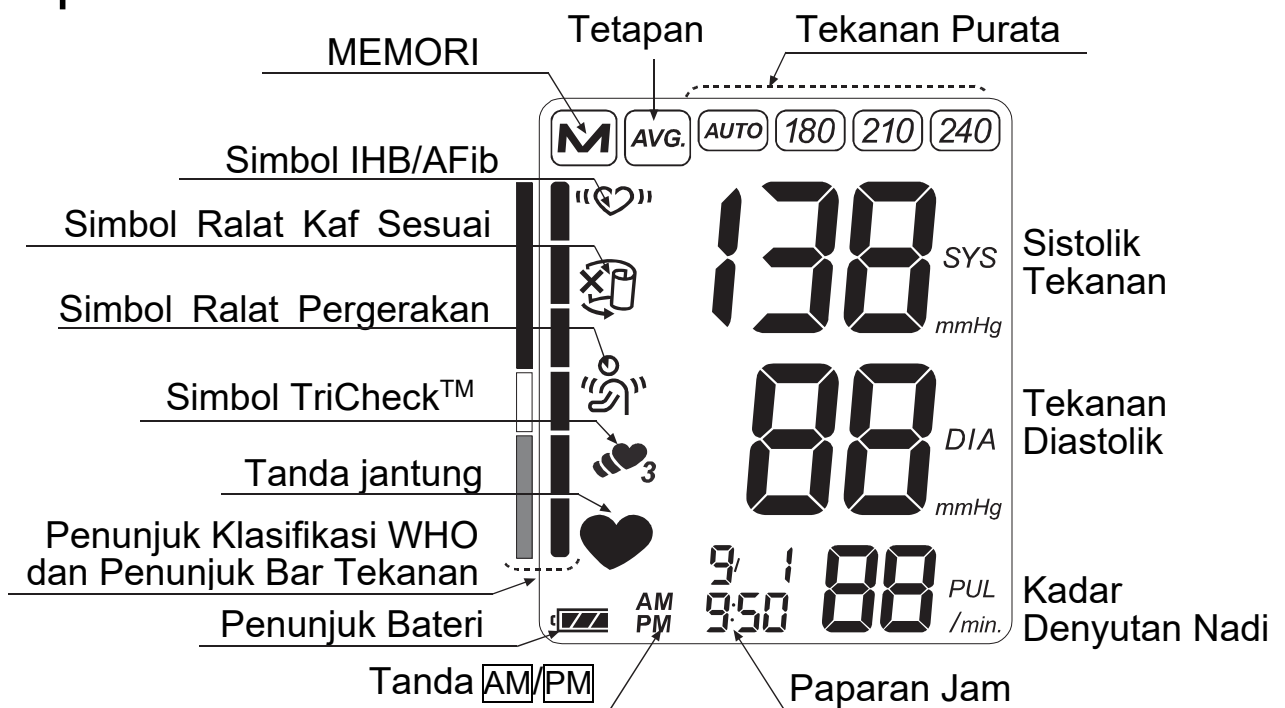 Tetapan
Tekanan Purata
MEMORI
M
AVG.
AUTO 180 210 240
Simbol IHB/AFib
Simbol Ralat Kaf Sesuai
Simbol Ralat Pergerakan
Simbol TriCheck™
3
Tanda jantung
Penunjuk Klasifikasi WHO
dan Penunjuk Bar Tekanan
Penunjuk Bateri
Tanda AM/PM
138
SYS
mmHg
Sistolik
Tekanan
88
DIA
mmHg
Tekanan
Diastolik
9/ 1
AM
PM
9:50
88
PUL
/min.
Kadar
Denyutan Nadi
Paparan Jam